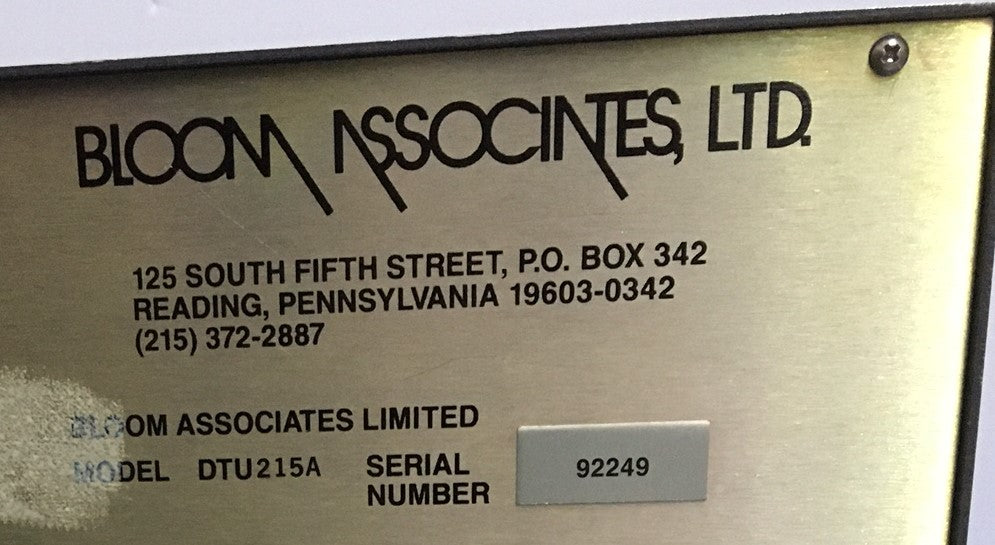 BLOOM ASSOCIATES, LTD.
125 SOUTH FIFTH STREET, P.O. BOX 342
READING, PENNSYLVANIA 19603-0342
(215) 372-2887
BLOOM ASSOCIATES LIMITED
MODEL DTU215A SERIAL NUMBER 92249